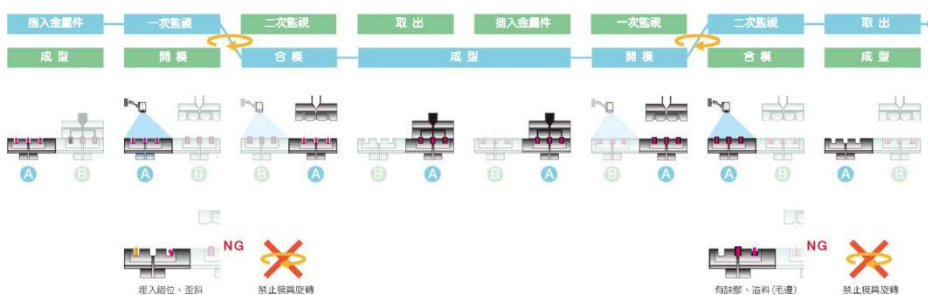 插入金屬件 一次監視 二次監視 取出 插入金屬件 一次監視 二次監視 取出
成型 開模 合模 成型 開模 合模 成型
A B A B B A B A B A B A A B A B
NG NG
埋入錯位、歪斜 禁止模具旋轉 有缺膠、溢料(毛邊) 禁止模具旋轉